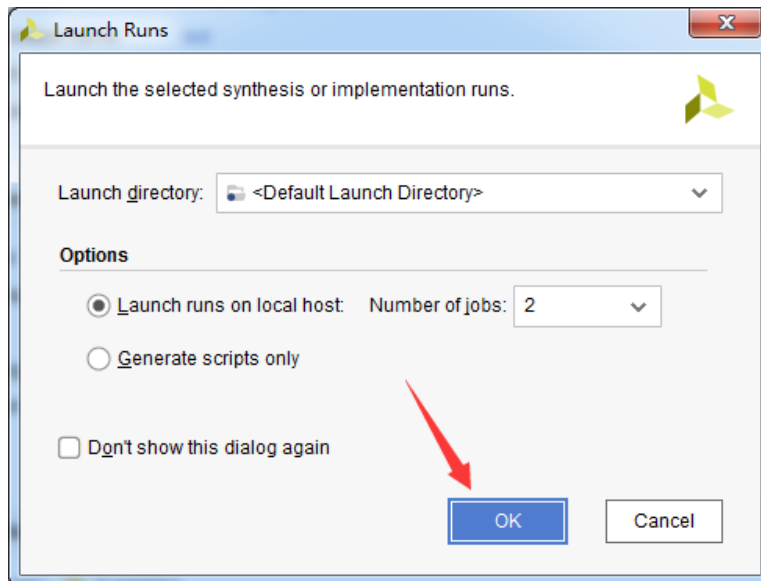 Launch Runs
Launch the selected synthesis or implementation runs.
Launch directory: <Default Launch Directory>
Options
Launch runs on local host: Number of jobs: 2
Generate scripts only
Don't show this dialog again
OK Cancel